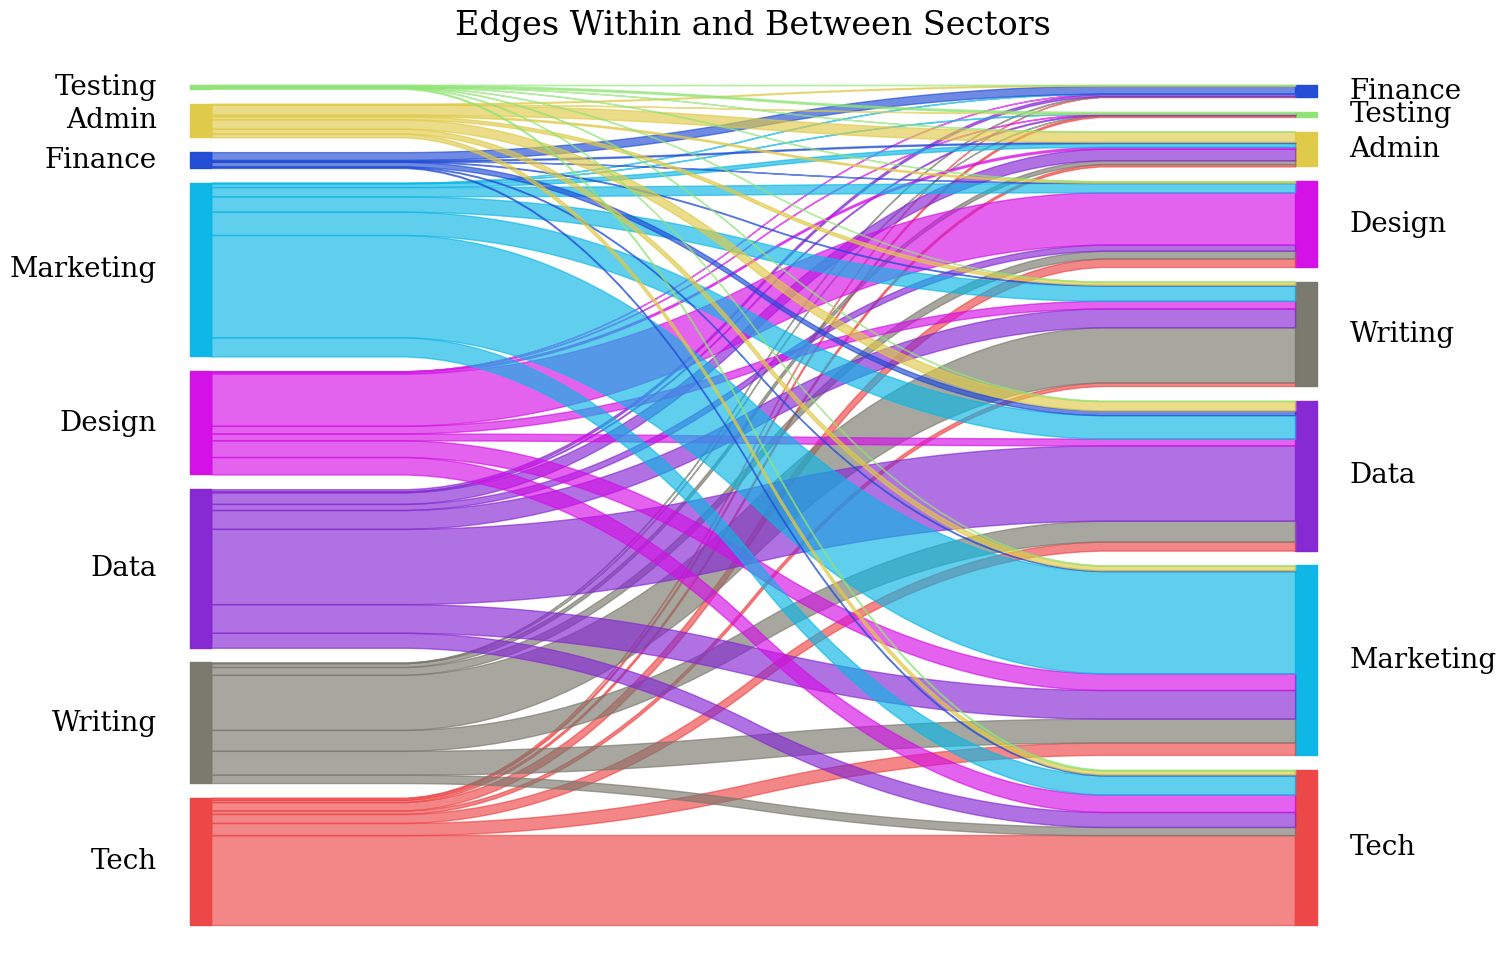 Edges Within and Between Sectors
Testing
Admin
Finance
Marketing
Design
Data
Writing
Tech
Finance
Testing
Admin
Design
Writing
Data
Marketing
Tech